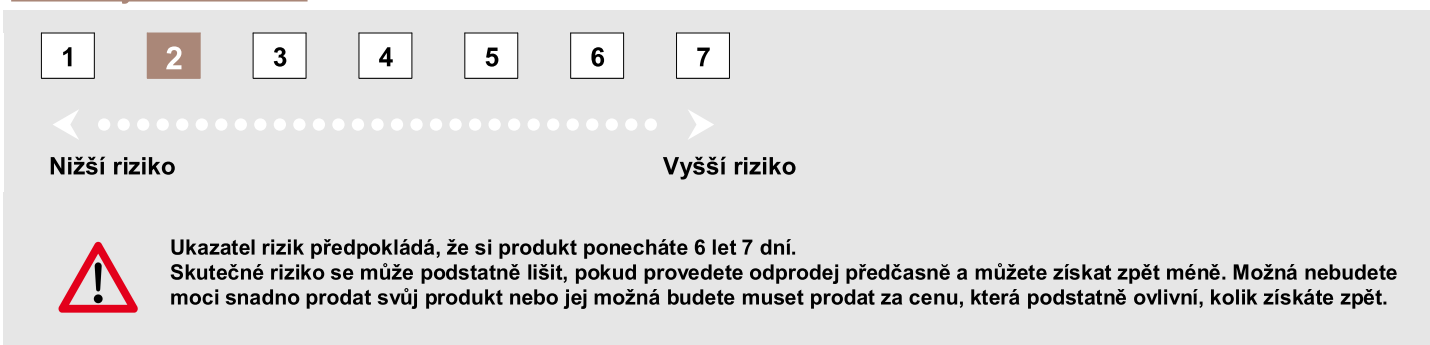 1 2 3 4 5 6 7
Nižší riziko Vyšší riziko
Ukazatel rizik předpokládá, že si produkt ponecháte 6 let 7 dní.
Skutečné riziko se může podstatně lišit, pokud provedete odprodej předčasně a můžete získat zpět méně. Možná nebudete
moci snadno prodat svůj produkt nebo jej možná budete muset prodat za cenu, která podstatně ovlivní, kolik získáte zpět.